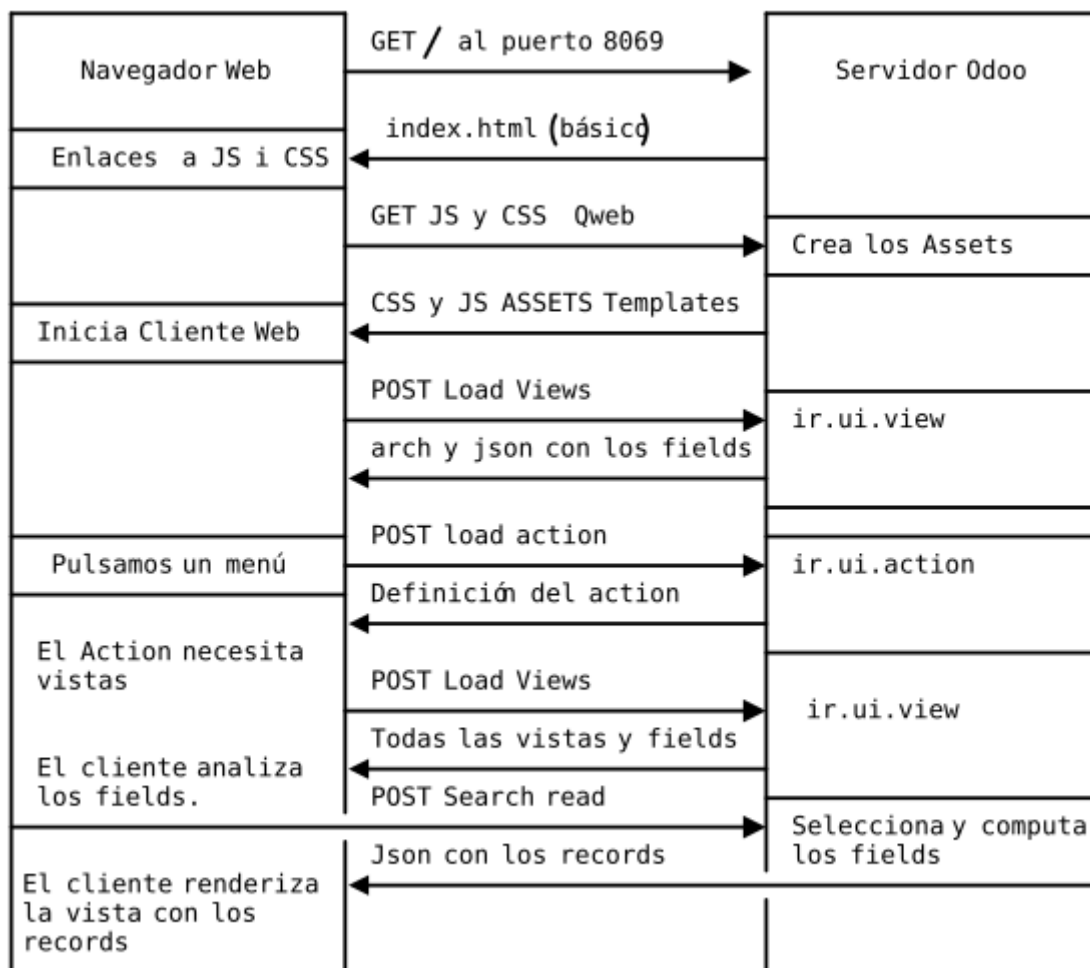 GET / al puerto 8069
Navegador Web
Servidor Odoo
index.html (básico)
Enlaces a JS i CSS
GET JS y CSS Qweb
Crea los Assets
CSS y JS ASSETS Templates
Inicia Cliente Web
POST Load Views
ir.ui.view
arch y json con los fields
POST load action
Pulsamos un menú
ir.ui.action
Definición del action
El Action necesita
vistas
POST Load Views
ir.ui.view
Todas las vistas y fields
El cliente analiza
los fields.
POST Search read
Selecciona y computa
los fields
Json con los records
El cliente renderiza
la vista con los
records